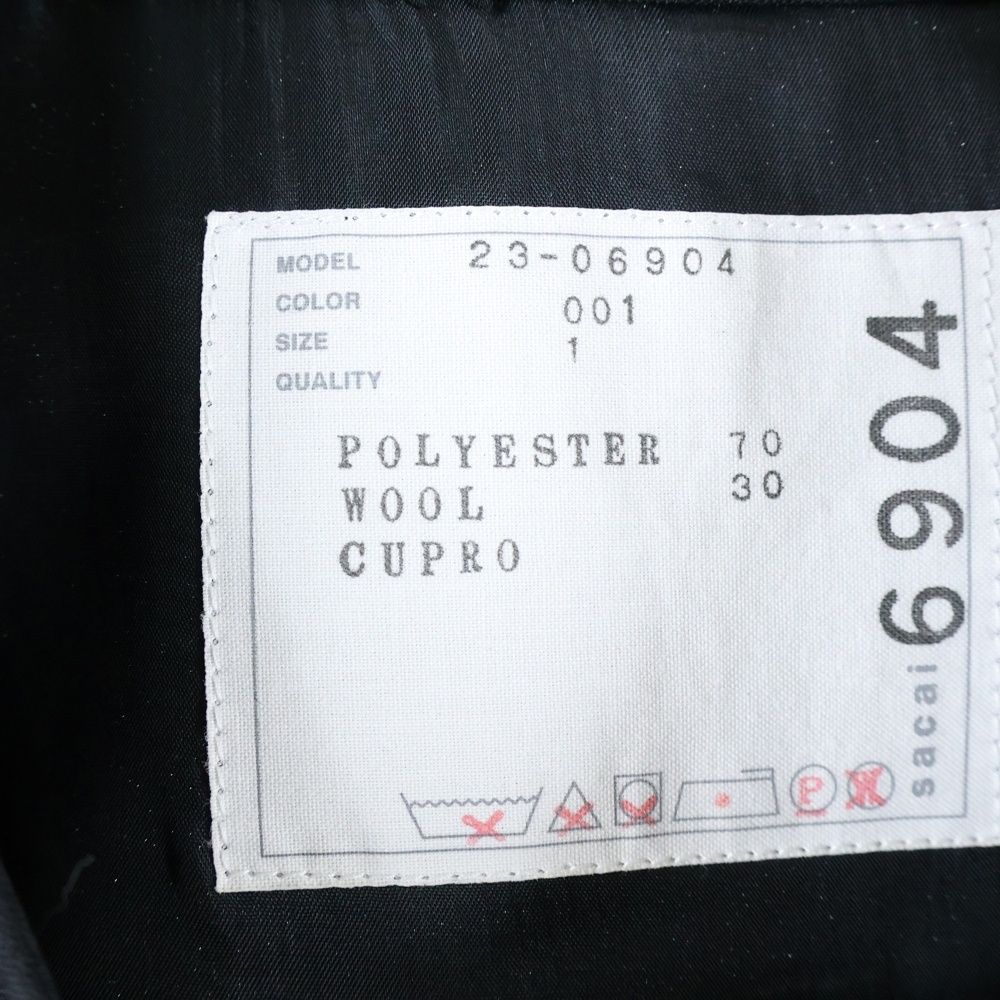 MODEL 23-06904
COLOR 001
SIZE 1
QUALITY
POLYESTER 70
WOOL 30
CUPRO
P
sacai 6904